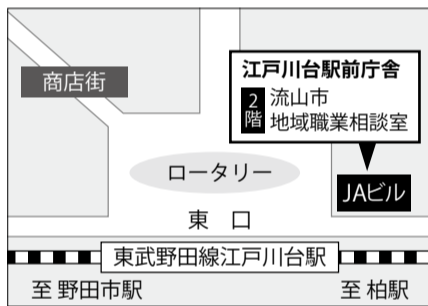 商店街
江戸川台駅前庁舎
2階
流山市
地域職業相談室
ロータリー
JAビル
東 口
東武野田線江戸川台駅
至 野田市駅
至 柏駅